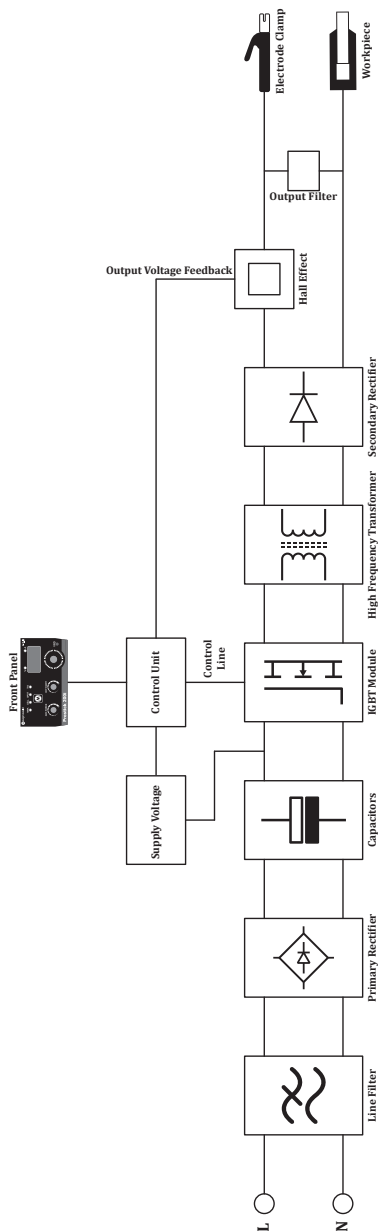 L
N
Line Filter
Primary Rectifier
Capacitors
Supply Voltage
Front Panel
Control Unit
Control
Line
IGBT Module
High Frequency Transformer
Secondary Rectifier
Output Voltage Feedback
Hall Effect
Output Filter
Electrode Clamp
Workpiece